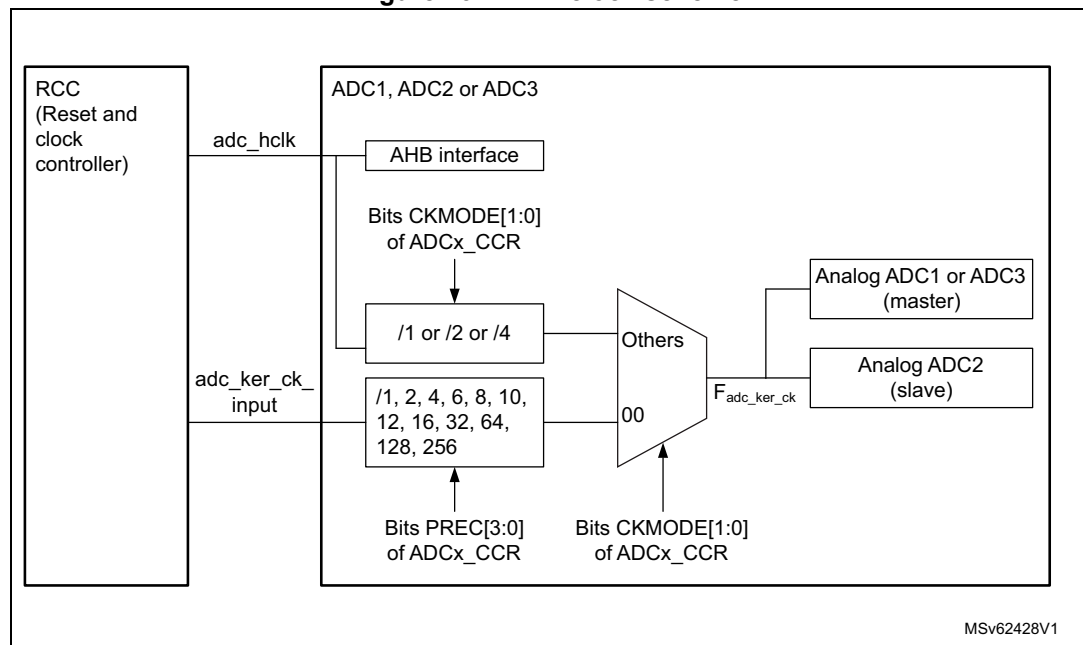 RCC
(Reset and
clock
controller)
adc_hclk
adc_ker_ck_
input
ADC1, ADC2 or ADC3
AHB interface
Bits CKMODE[1:0]
of ADCx_CCR
/1 or /2 or /4
/1, 2, 4, 6, 8, 10,
12, 16, 32, 64,
128, 256
Bits PREC[3:0]
of ADCx_CCR
Others
00
Bits CKMODE[1:0]
of ADCx_CCR
Fadc_ker_ck
Analog ADC1 or ADC3
(master)
Analog ADC2
(slave)
MSv62428V1